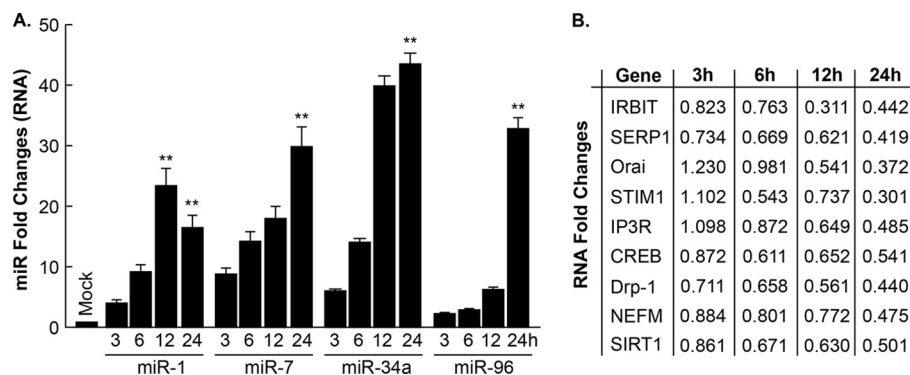 A.
miR Fold Changes (RNA)
50
40
30
20
10
0
Mock
**
**
**
**
**
3 6 12 24 3 6 12 24 3 6 12 24 3 6 12 24h
miR-1 miR-7 miR-34a miR-96
B.
RNA Fold Changes
Gene 3h 6h 12h 24h
IRBIT 0.823 0.763 0.311 0.442
SERP1 0.734 0.669 0.621 0.419
Orai 1.230 0.981 0.541 0.372
STIM1 1.102 0.543 0.737 0.301
IP3R 1.098 0.872 0.649 0.485
CREB 0.872 0.611 0.652 0.541
Drp-1 0.711 0.658 0.561 0.440
NEFM 0.884 0.801 0.772 0.475
SIRT1 0.861 0.671 0.630 0.501